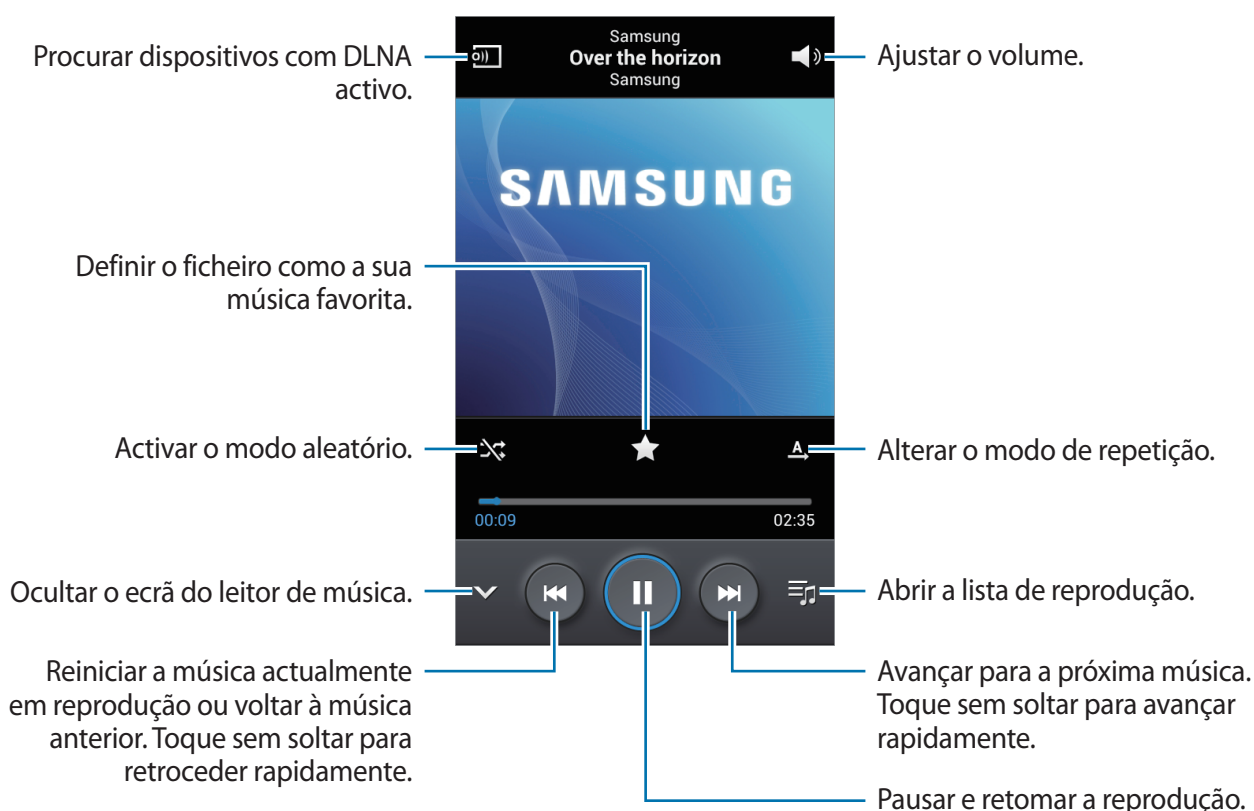 Samsung
Over the horizon
Samsung
Procurar dispositivos com DLNA
activo.
Ajustar o volume.
SAMSUNG
Definir o ficheiro como a sua
música favorita.
Activar o modo aleatório.
A
Alterar o modo de repetição.
00:09
02:35
Ocultar o ecrã do leitor de música.
Abrir a lista de reprodução.
Reiniciar a música actualmente
em reprodução ou voltar à música
anterior. Toque sem soltar para
retroceder rapidamente.
Avançar para a próxima música.
Toque sem soltar para avançar
rapidamente.
Pausar e retomar a reprodução.